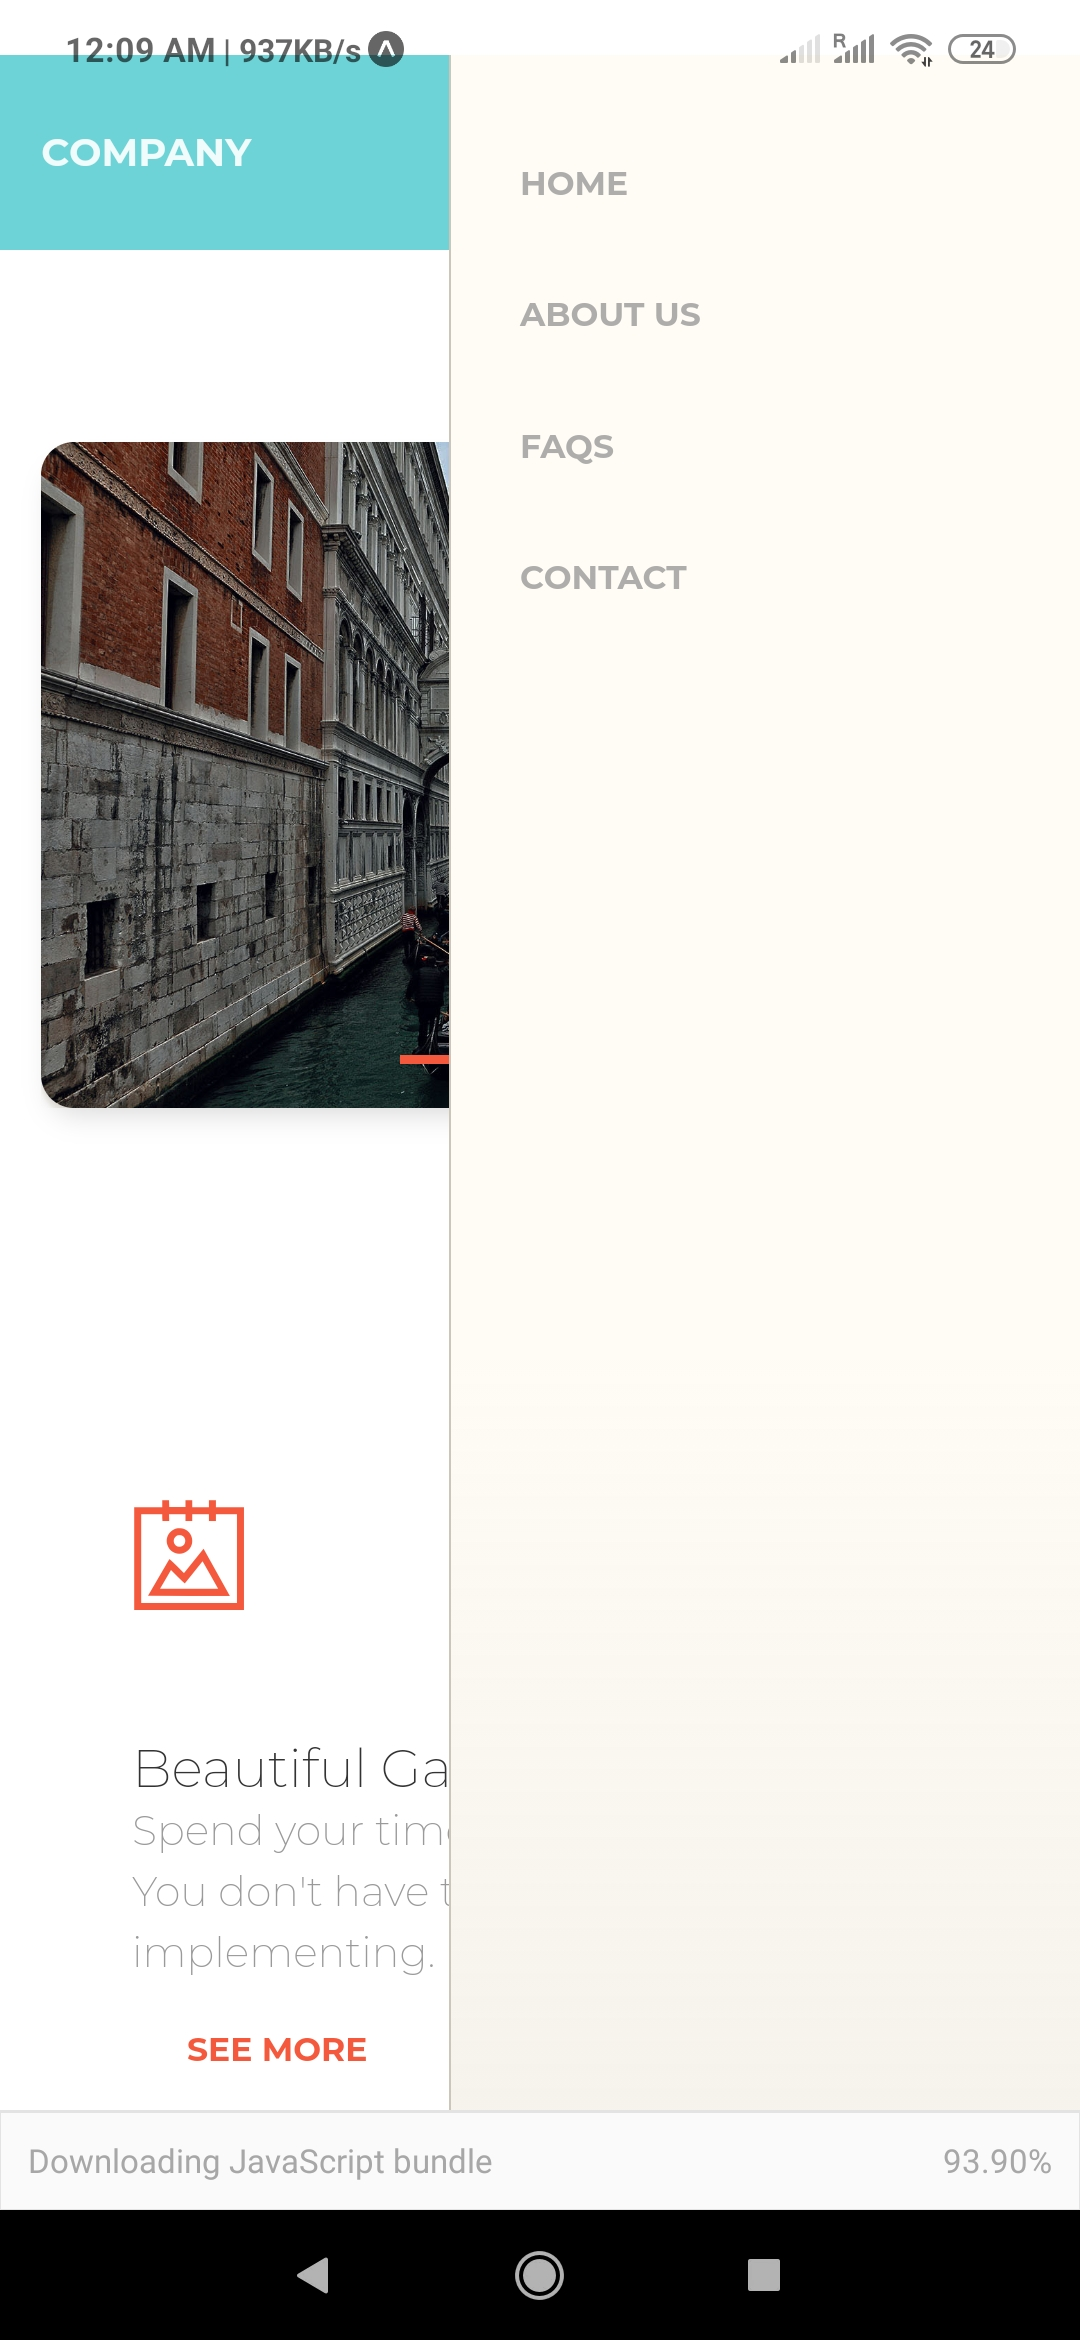 12:09 AM | 937KB/s
R
24
COMPANY
HOME
ABOUT US
FAQS
CONTACT
Beautiful Ga
Spend your tim
You don't have t
implementing.
SEE MORE
Downloading JavaScript bundle 93.90%